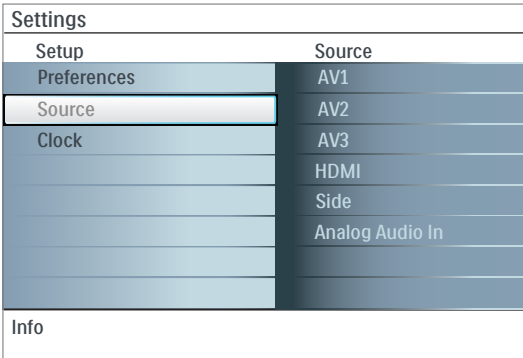 Settings
Setup Source
Preferences AV1
Source AV2
Clock AV3
HDMI
Side
Analog Audio In
Info